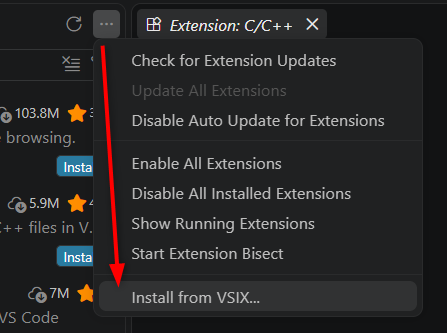 Extension: C/C++
Check for Extension Updates
Update All Extensions
Disable Auto Update for Extensions
103.8M
e browsing.
Enable All Extensions
Insta
Disable All Installed Extensions
5.9M
Show Running Extensions
C++ files in V.
Start Extension Bisect
Insta
7M
Install from VSIX...
VS Code
Insta